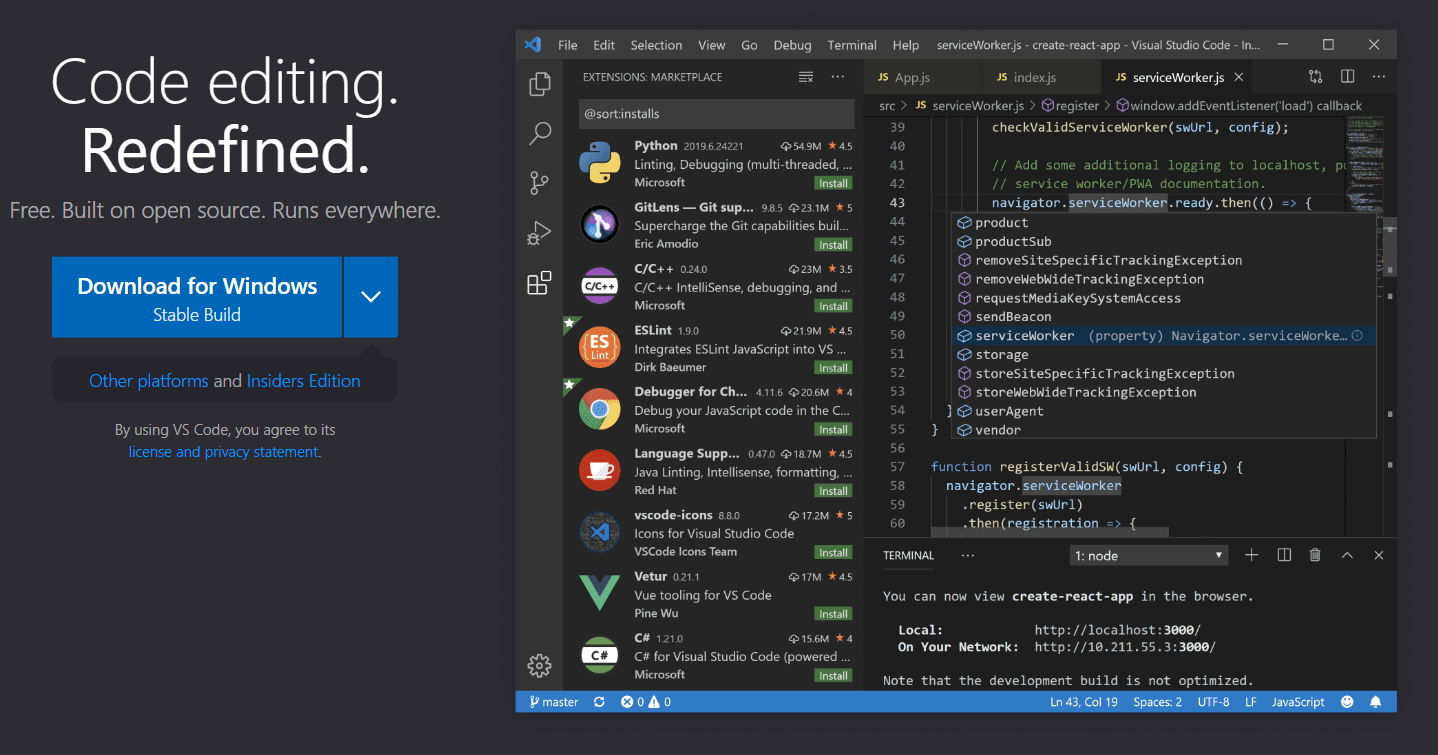 Code editing.
Redefined.
Free. Built on open source. Runs everywhere.
Download for Windows
Stable Build
Other platforms and Insiders Edition
By using VS Code, you agree to its
license and privacy statement.
File Edit Selection View Go Debug Terminal Help serviceWorker.js - create-react-app - Visual Studio Code - In...
EXTENSIONS: MARKETPLACE
@sort:installs
Python 2019.6.24221 54.9M ★ 4.5
Linting, Debugging (multi-threaded, ...
Microsoft Install
GitLens — Git sup... 9.8.5 23.1M ★ 5
Supercharge the Git capabilities buil...
Eric Amodio Install
C/C++
C/C++ 0.24.0 23M ★ 3.5
C/C++ IntelliSense, debugging, and ...
Microsoft Install
ES
Lint
ESLint 1.9.0 21.9M ★ 4.5
Integrates ESLint JavaScript into VS ...
Dirk Baeumer Install
Debugger for Ch... 4.11.6 20.6M ★ 4
Debug your JavaScript code in the C...
Microsoft Install
Language Supp... 0.47.0 18.7M ★ 4.5
Java Linting, Intellisense, formatting, ...
Red Hat Install
vscode-icons 8.8.0 17.2M ★ 5
Icons for Visual Studio Code
VSCode Icons Team Install
Vetur 0.21.1 17M ★ 4.5
Vue tooling for VS Code
Pine Wu Install
C#
C# 1.21.0 15.6M ★ 4
C# for Visual Studio Code (powered ...
Microsoft Install
JS App.js JS index.js JS serviceWorker.js
src > JS serviceWorker.js > register > window.addEventListener('load') callback
39 checkValidServiceWorker(swUrl, config);
40
41 // Add some additional logging to localhost, p
42 // service worker/PWA documentation.
43 navigator.serviceWorker.ready.then(() => {
44 product
45 productSub
46 removeSiteSpecificTrackingException
47 removeWebWideTrackingException
48 requestMediaKeySystemAccess
49 sendBeacon
50 serviceWorker (property) Navigator.serviceWorke...
51 storage
52 storeSiteSpecificTrackingException
53 storeWebWideTrackingException
54 } userAgent
55 } vendor
56
57 function registerValidSW(swUrl, config) {
58 navigator.serviceWorker
59 .register(swUrl)
60 .then(registration => {
TERMINAL ... 1: node
You can now view create-react-app in the browser.
Local: http://localhost:3000/
On Your Network: http://10.211.55.3:3000/
Note that the development build is not optimized.
master 0 0 Ln 43, Col 19 Spaces: 2 UTF-8 LF JavaScript